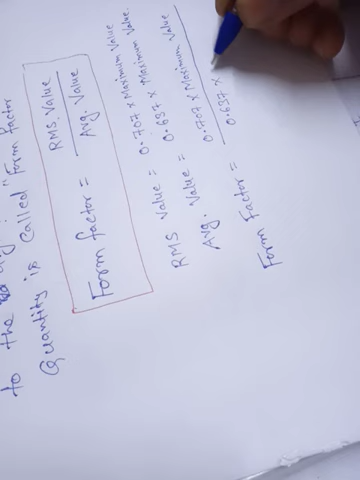 to the
Quantity is called "Form factor
Form factor = RMS. Value
Avg. Value
RMS Value = 0.707 x Maximum Value
Avg. Value = 0.637 x Maximum Value.
Form Factor = 0.707 x Maximum Value
0.637 x